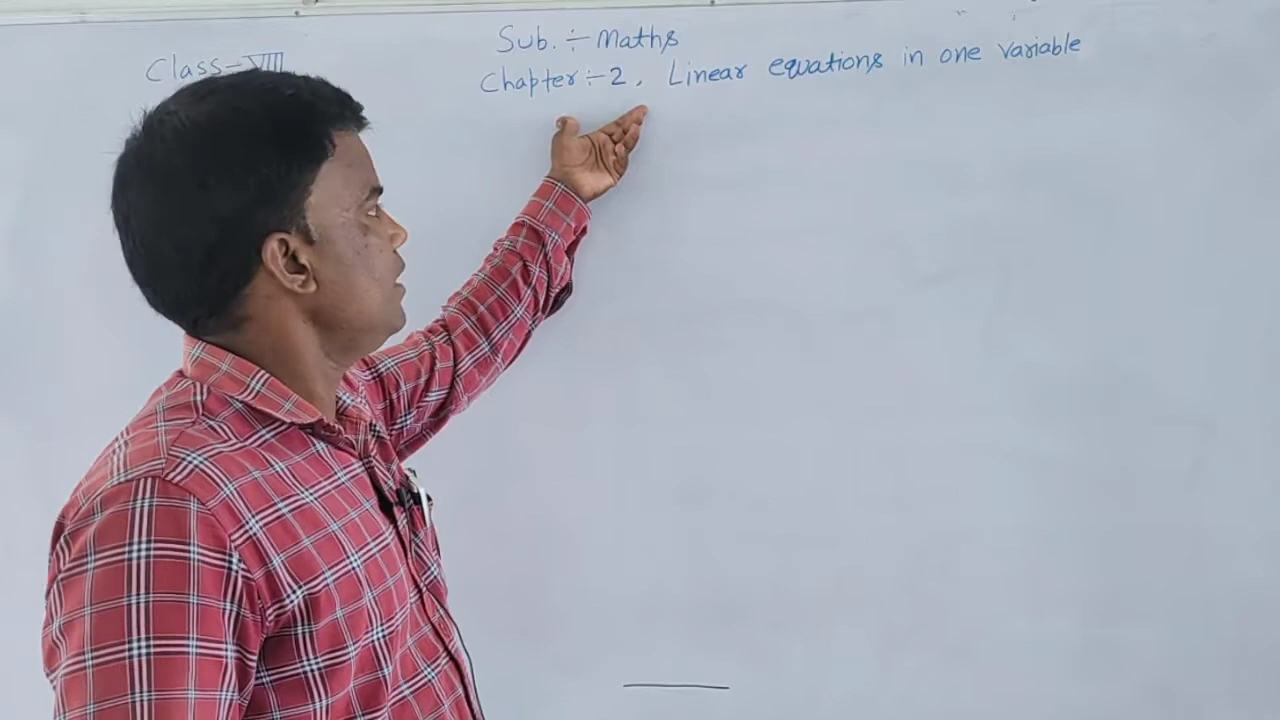 Sub. ÷ Maths
Class-VIII
Chapter ÷ 2, Linear equations in one variable